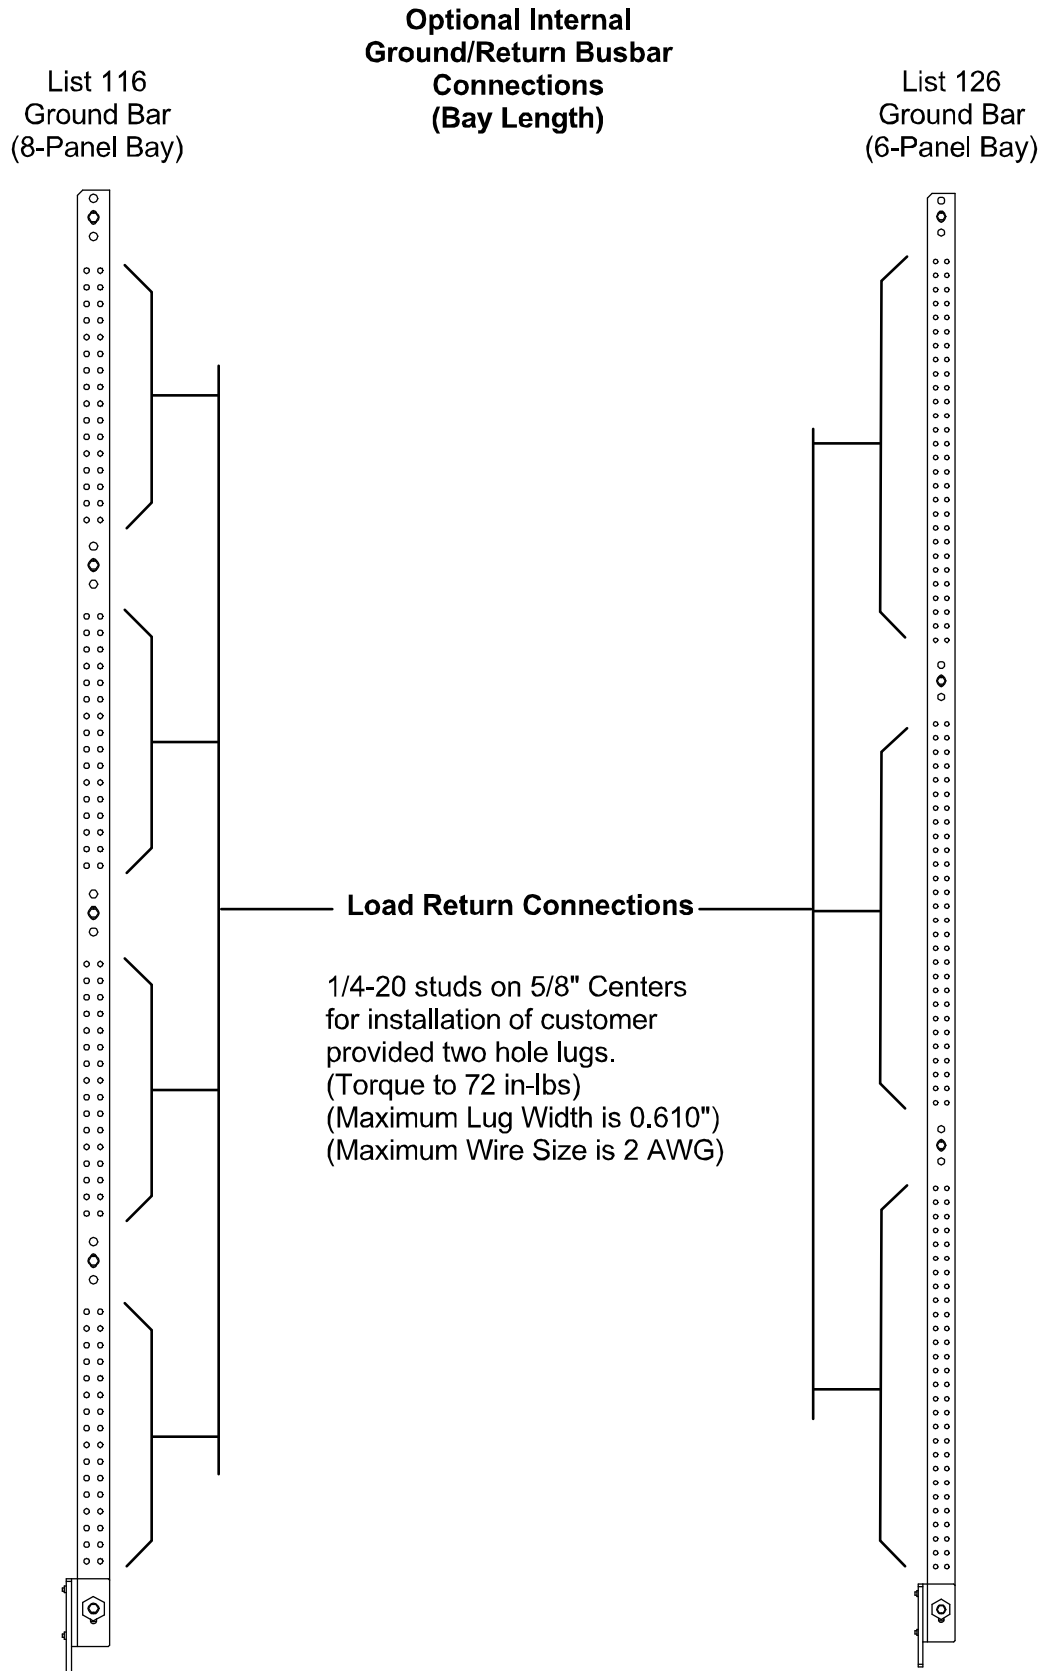 Optional Internal
Ground/Return Busbar
Connections
(Bay Length)
List 116
Ground Bar
(8-Panel Bay)
List 126
Ground Bar
(6-Panel Bay)
Load Return Connections
1/4-20 studs on 5/8" Centers
for installation of customer
provided two hole lugs.
(Torque to 72 in-lbs)
(Maximum Lug Width is 0.610")
(Maximum Wire Size is 2 AWG)